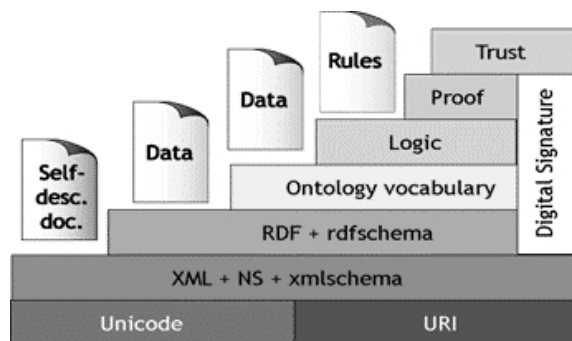 Rules
Trust
Data
Proof
Data
Logic
Self-
desc.
doc.
Ontology vocabulary
Digital Signature
RDF + rdfschema
XML + NS + xmlschema
Unicode
URI